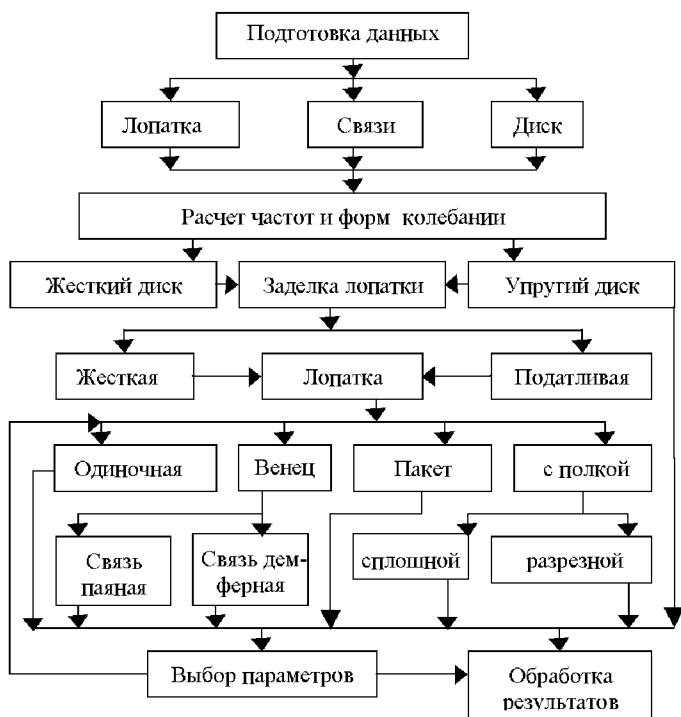 Подготовка данных
Лопатка
Связи
Диск
Расчет частот и форм колебании
Жесткий диск
Заделка лопатки
Упругий диск
Жесткая
Лопатка
Податливая
Одиночная
Венец
Пакет
с полкой
Связь
паяная
Связь дем-
ферная
сплошной
разрезной
Выбор параметров
Обработка
результатов